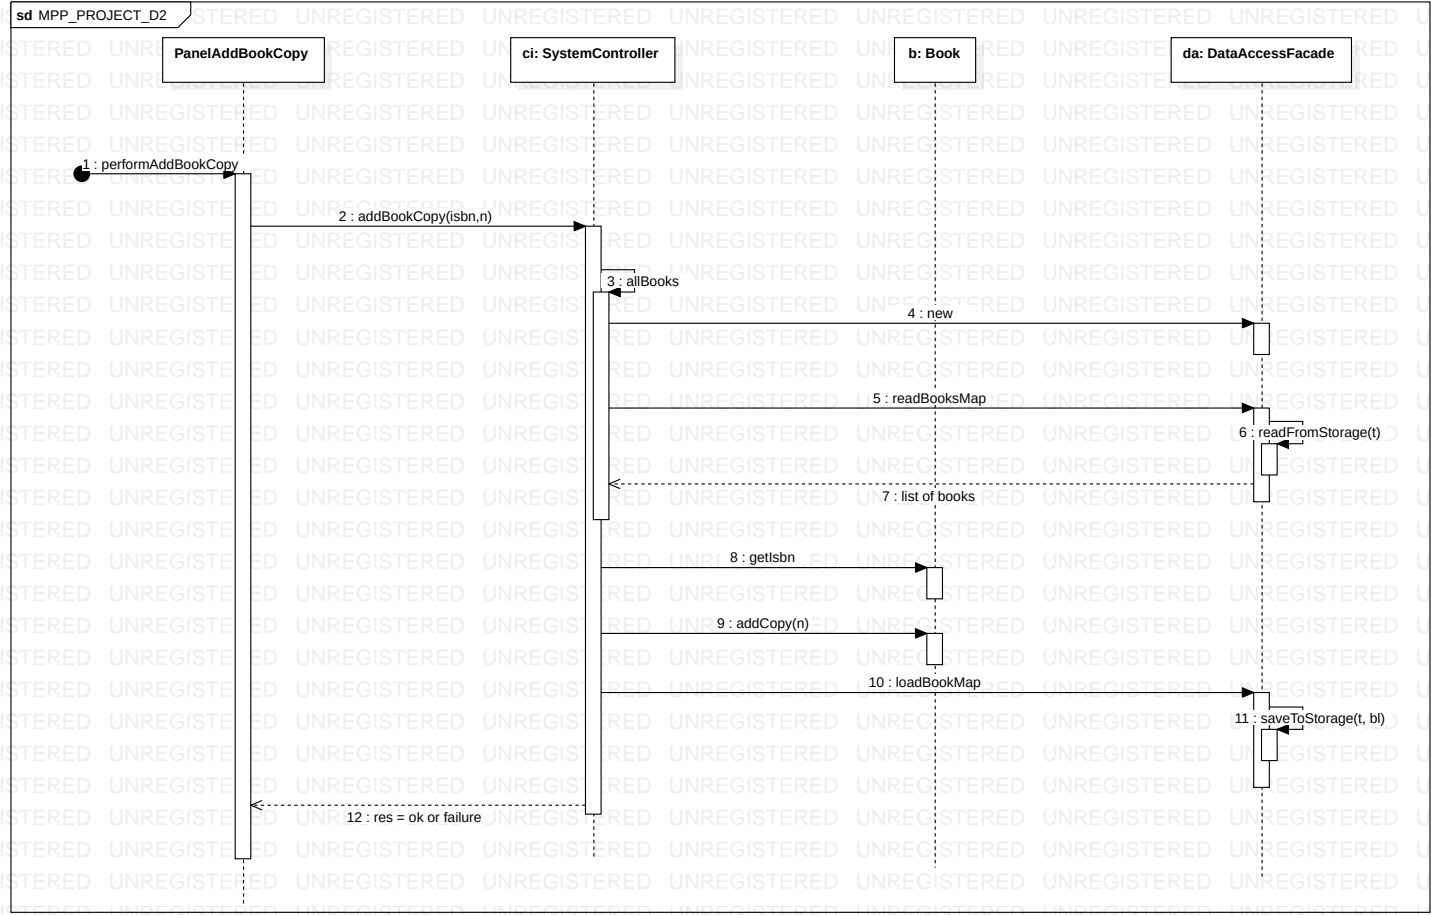 sd MPP_PROJECT_D2
PanelAddBookCopy
ci: SystemController
b: Book
da: DataAccessFacade
1 : performAddBookCopy
2 : addBookCopy(isbn,n)
3 : allBooks
4 : new
5 : readBooksMap
6 : readFromStorage(t)
7 : list of books
8 : getIsbn
9 : addCopy(n)
10 : loadBookMap
11 : saveToStorage(t, bl)
12 : res = ok or failure
UNREGISTERED